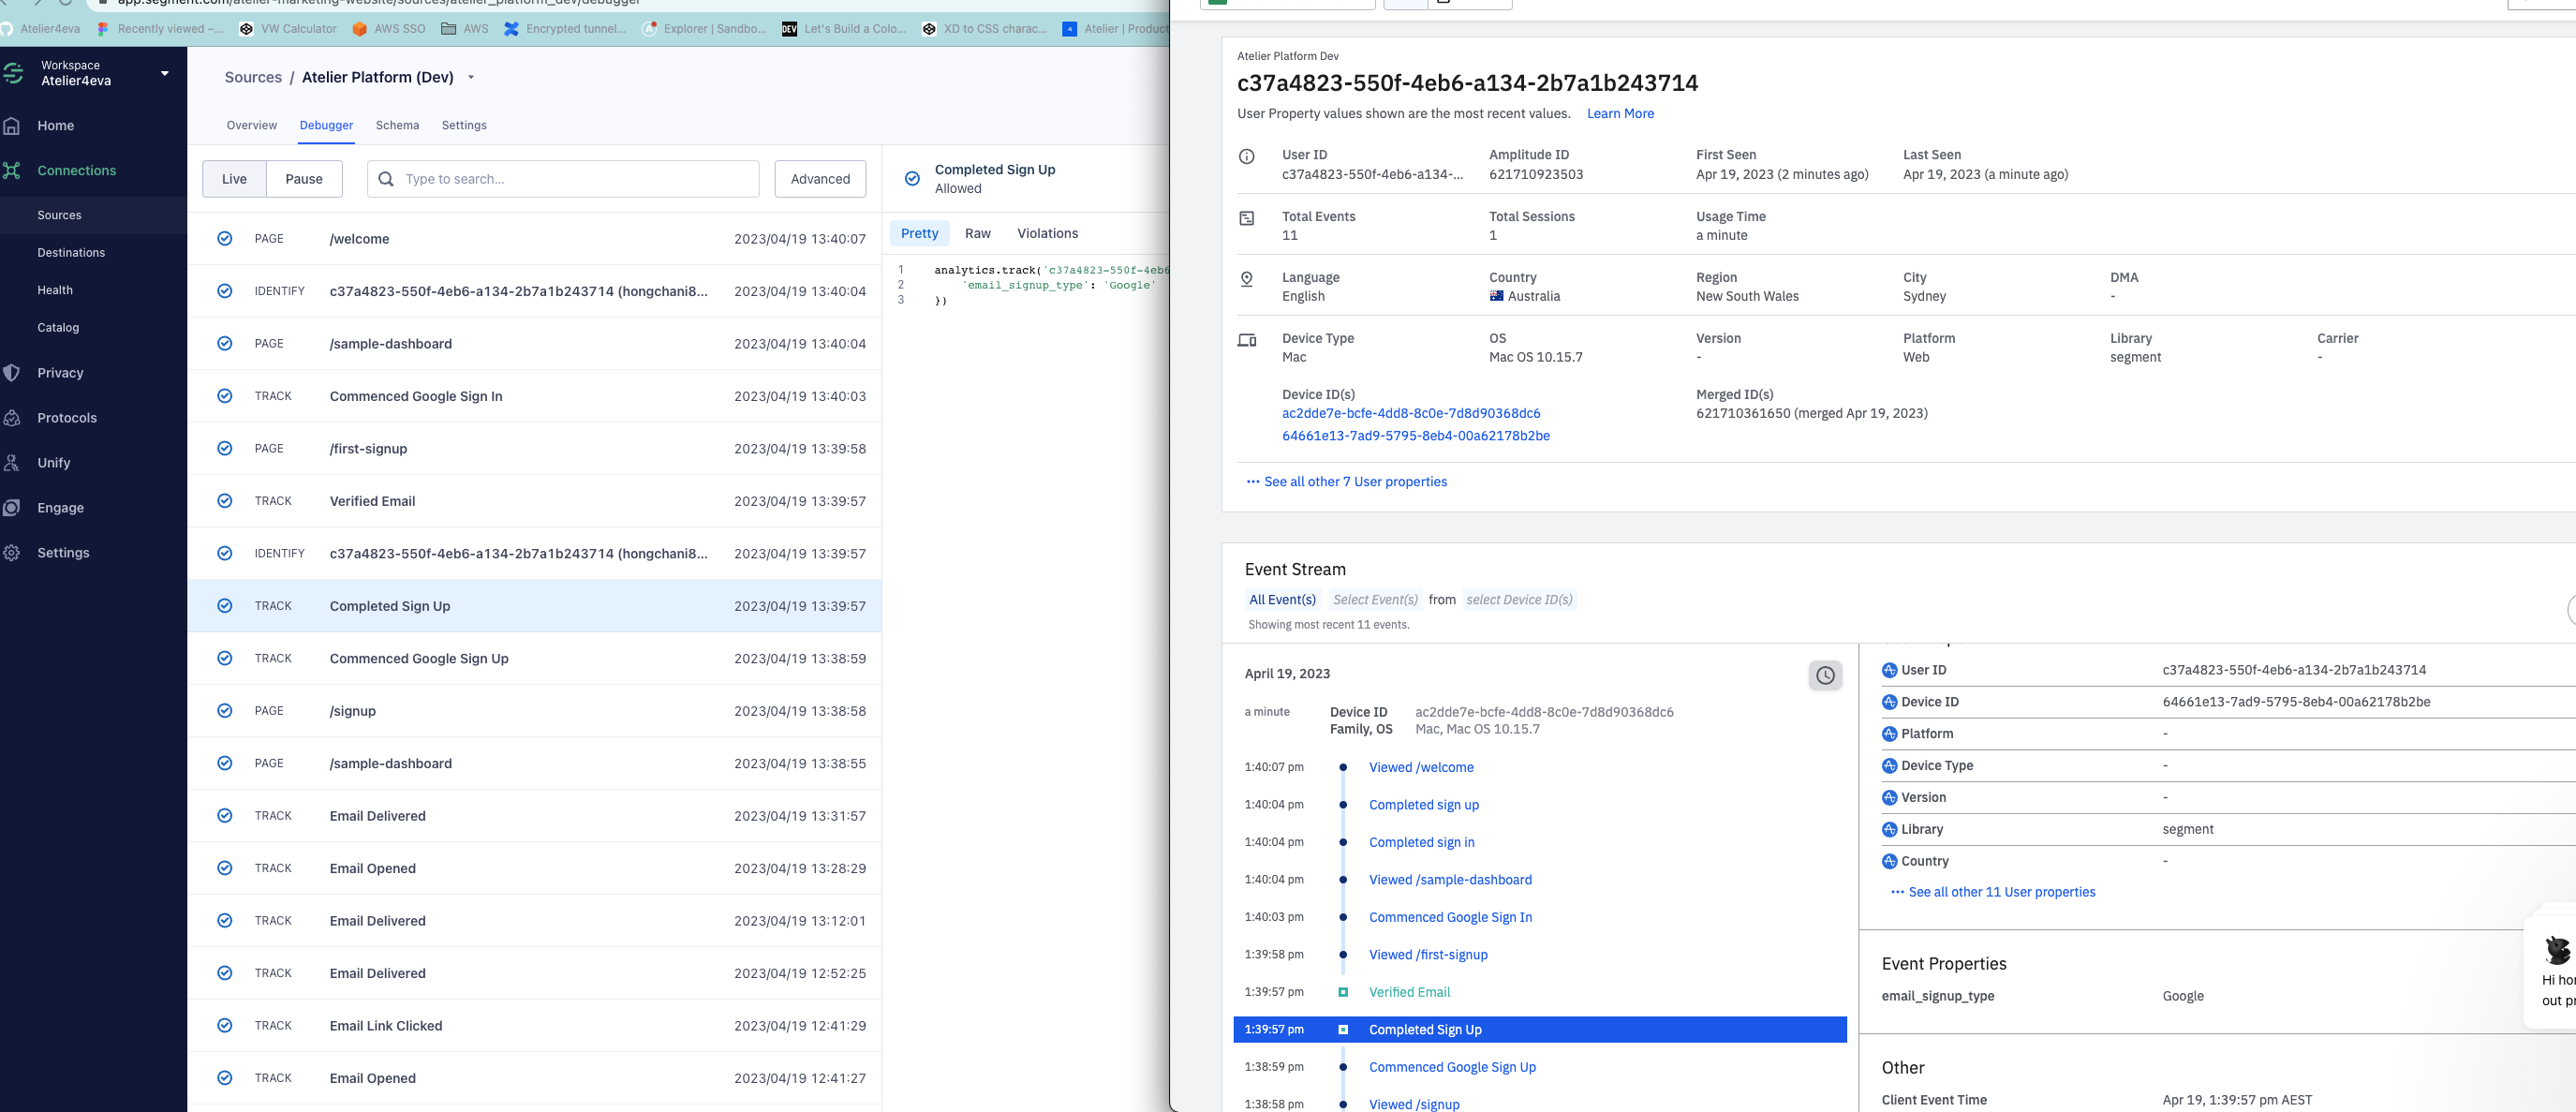 app.segment.com/atelier-marketing-website/sources/atelier_platform_dev/debugger
Atelier4eva
Recently viewed –...
VW Calculator
AWS SSO
AWS
Encrypted tunnel...
Explorer | Sandbo...
DEV
Let's Build a Colo...
XD to CSS charac...
4
Atelier | Product
Workspace
Atelier4eva
Home
Connections
Sources
Destinations
Health
Catalog
Privacy
Protocols
Unify
Engage
Settings
Sources / Atelier Platform (Dev)
Overview
Debugger
Schema
Settings
Live
Pause
Type to search...
Advanced
PAGE /welcome 2023/04/19 13:40:07
IDENTIFY c37a4823-550f-4eb6-a134-2b7a1b243714 (hongchani8... 2023/04/19 13:40:04
PAGE /sample-dashboard 2023/04/19 13:40:04
TRACK Commenced Google Sign In 2023/04/19 13:40:03
PAGE /first-signup 2023/04/19 13:39:58
TRACK Verified Email 2023/04/19 13:39:57
IDENTIFY c37a4823-550f-4eb6-a134-2b7a1b243714 (hongchani8... 2023/04/19 13:39:57
TRACK Completed Sign Up 2023/04/19 13:39:57
TRACK Commenced Google Sign Up 2023/04/19 13:38:59
PAGE /signup 2023/04/19 13:38:58
PAGE /sample-dashboard 2023/04/19 13:38:55
TRACK Email Delivered 2023/04/19 13:31:57
TRACK Email Opened 2023/04/19 13:28:29
TRACK Email Delivered 2023/04/19 13:12:01
TRACK Email Delivered 2023/04/19 12:52:25
TRACK Email Link Clicked 2023/04/19 12:41:29
TRACK Email Opened 2023/04/19 12:41:27
Completed Sign Up
Allowed
Pretty
Raw
Violations
1 analytics.track('c37a4823-550f-4eb6
2 'email_signup_type': 'Google'
3 })
Atelier Platform Dev
c37a4823-550f-4eb6-a134-2b7a1b243714
User Property values shown are the most recent values. Learn More
User ID Amplitude ID First Seen Last Seen
c37a4823-550f-4eb6-a134-... 621710923503 Apr 19, 2023 (2 minutes ago) Apr 19, 2023 (a minute ago)
Total Events Total Sessions Usage Time
11 1 a minute
Language Country Region City DMA
English Australia New South Wales Sydney -
Device Type OS Version Platform Library Carrier
Mac Mac OS 10.15.7 - Web segment -
Device ID(s) Merged ID(s)
ac2dde7e-bcfe-4dd8-8c0e-7d8d90368dc6 621710361650 (merged Apr 19, 2023)
64661e13-7ad9-5795-8eb4-00a62178b2be
··· See all other 7 User properties
Event Stream
All Event(s) Select Event(s) from select Device ID(s)
Showing most recent 11 events.
April 19, 2023
a minute Device ID ac2dde7e-bcfe-4dd8-8c0e-7d8d90368dc6
Family, OS Mac, Mac OS 10.15.7
1:40:07 pm Viewed /welcome
1:40:04 pm Completed sign up
1:40:04 pm Completed sign in
1:40:04 pm Viewed /sample-dashboard
1:40:03 pm Commenced Google Sign In
1:39:58 pm Viewed /first-signup
1:39:57 pm Verified Email
1:39:57 pm Completed Sign Up
1:38:59 pm Commenced Google Sign Up
1:38:58 pm Viewed /signup
User ID c37a4823-550f-4eb6-a134-2b7a1b243714
Device ID 64661e13-7ad9-5795-8eb4-00a62178b2be
Platform -
Device Type -
Version -
Library segment
Country -
··· See all other 11 User properties
Event Properties
email_signup_type Google
Other
Client Event Time Apr 19, 1:39:57 pm AEST
Hi hon
out pr